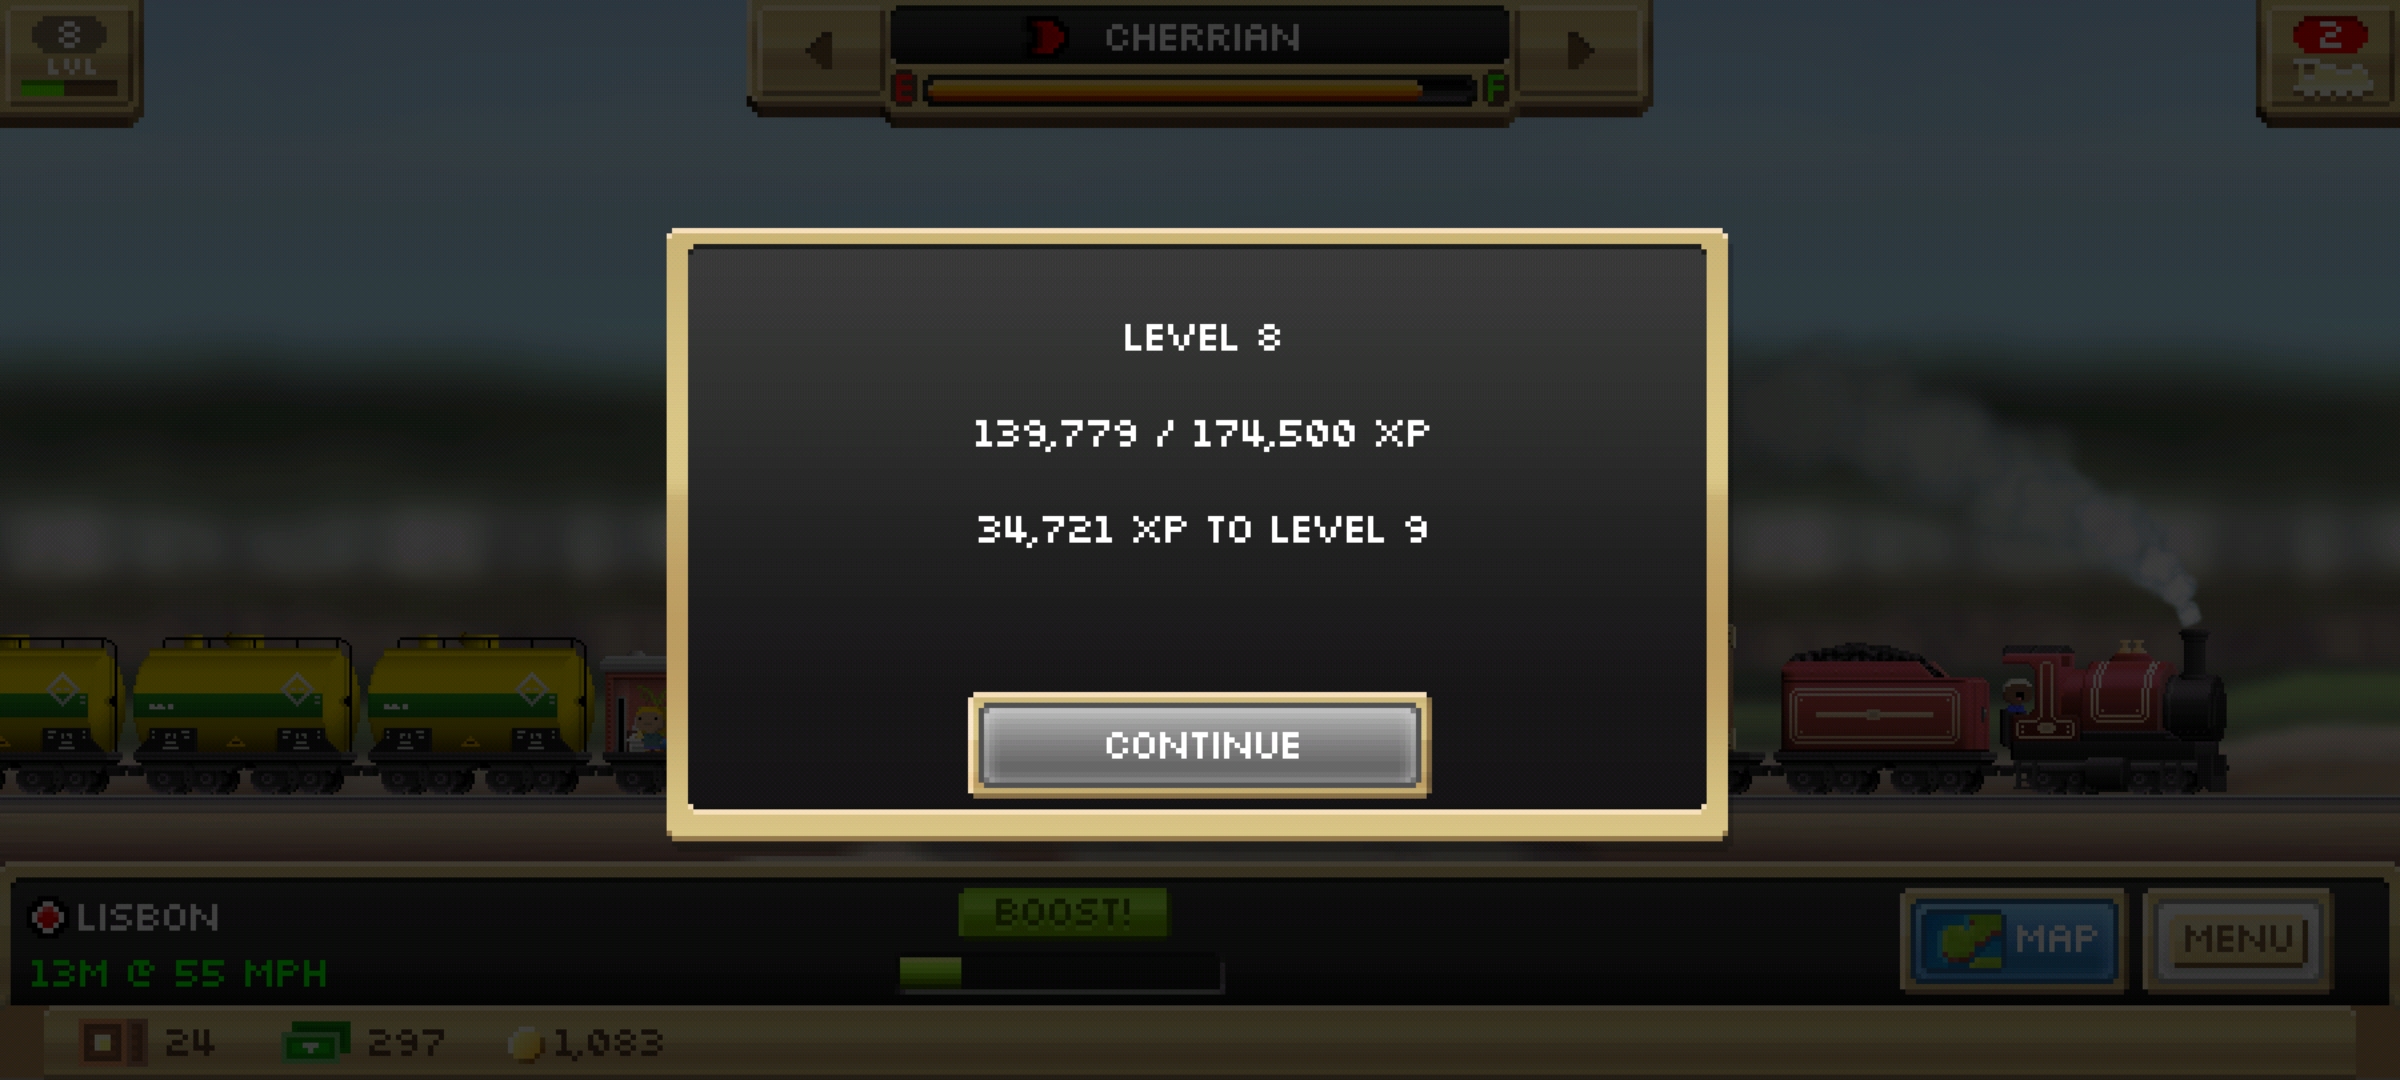 8
LVL
CHERRIAN
E
F
2
LEVEL 8
139,779 / 174,500 XP
34,721 XP TO LEVEL 9
CONTINUE
LISBON
13M @ 55 MPH
BOOST!
MAP
MENU
24
297
1,083